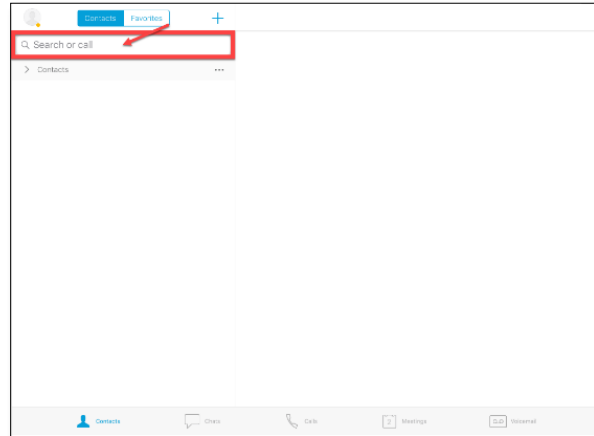 Contacts Favorites
Search or call
Contacts
Contacts Chats Calls Meetings Voicemail